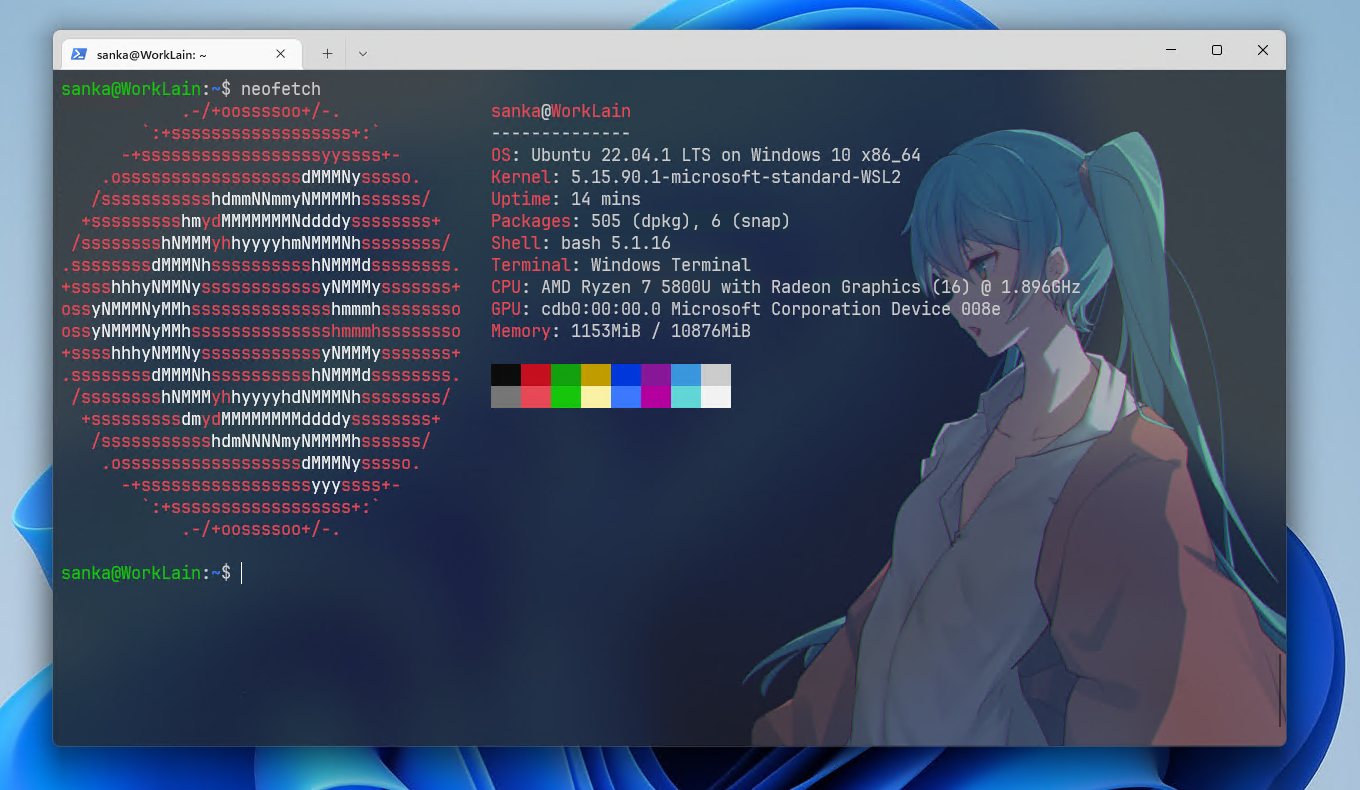 sanka@WorkLain: ~
sanka@WorkLain:~$ neofetch
.-/+oossssoo+/-.
`:+ssssssssssssssssss+:`
-+ssssssssssssssssssyyssss+-
.ossssssssssssssssssdMMMNysssso.
/ssssssssssshdmmNNmmyNMMMMhssssss/
+ssssssssshmydMMMMMMMNddddyssssssss+
/sssssssshNMMMyhhyyyyhmNMMMNhssssssss/
.ssssssssdMMMNhsssssssssshNMMMdssssssss.
+sssshhhyNMMNyssssssssssssyNMMMysssssss+
ossyNMMMNyMMhsssssssssssssshmmmhssssssso
ossyNMMMNyMMhsssssssssssssshmmmhssssssso
+sssshhhyNMMNyssssssssssssyNMMMysssssss+
.ssssssssdMMMNhsssssssssshNMMMdssssssss.
/sssssssshNMMMyhhyyyyhdNMMMNhssssssss/
+sssssssssdmydMMMMMMMMddddyssssssss+
/ssssssssssshdmNNNNmyNMMMMhssssss/
.ossssssssssssssssssdMMMNysssso.
-+sssssssssssssssssyyyssss+-
`:+ssssssssssssssssss+:`
.-/+oossssoo+/-.
sanka@WorkLain
--------------
OS: Ubuntu 22.04.1 LTS on Windows 10 x86_64
Kernel: 5.15.90.1-microsoft-standard-WSL2
Uptime: 14 mins
Packages: 505 (dpkg), 6 (snap)
Shell: bash 5.1.16
Terminal: Windows Terminal
CPU: AMD Ryzen 7 5800U with Radeon Graphics (16) @ 1.896GHz
GPU: cdb0:00:00.0 Microsoft Corporation Device 008e
Memory: 1153MiB / 10876MiB
sanka@WorkLain:~$